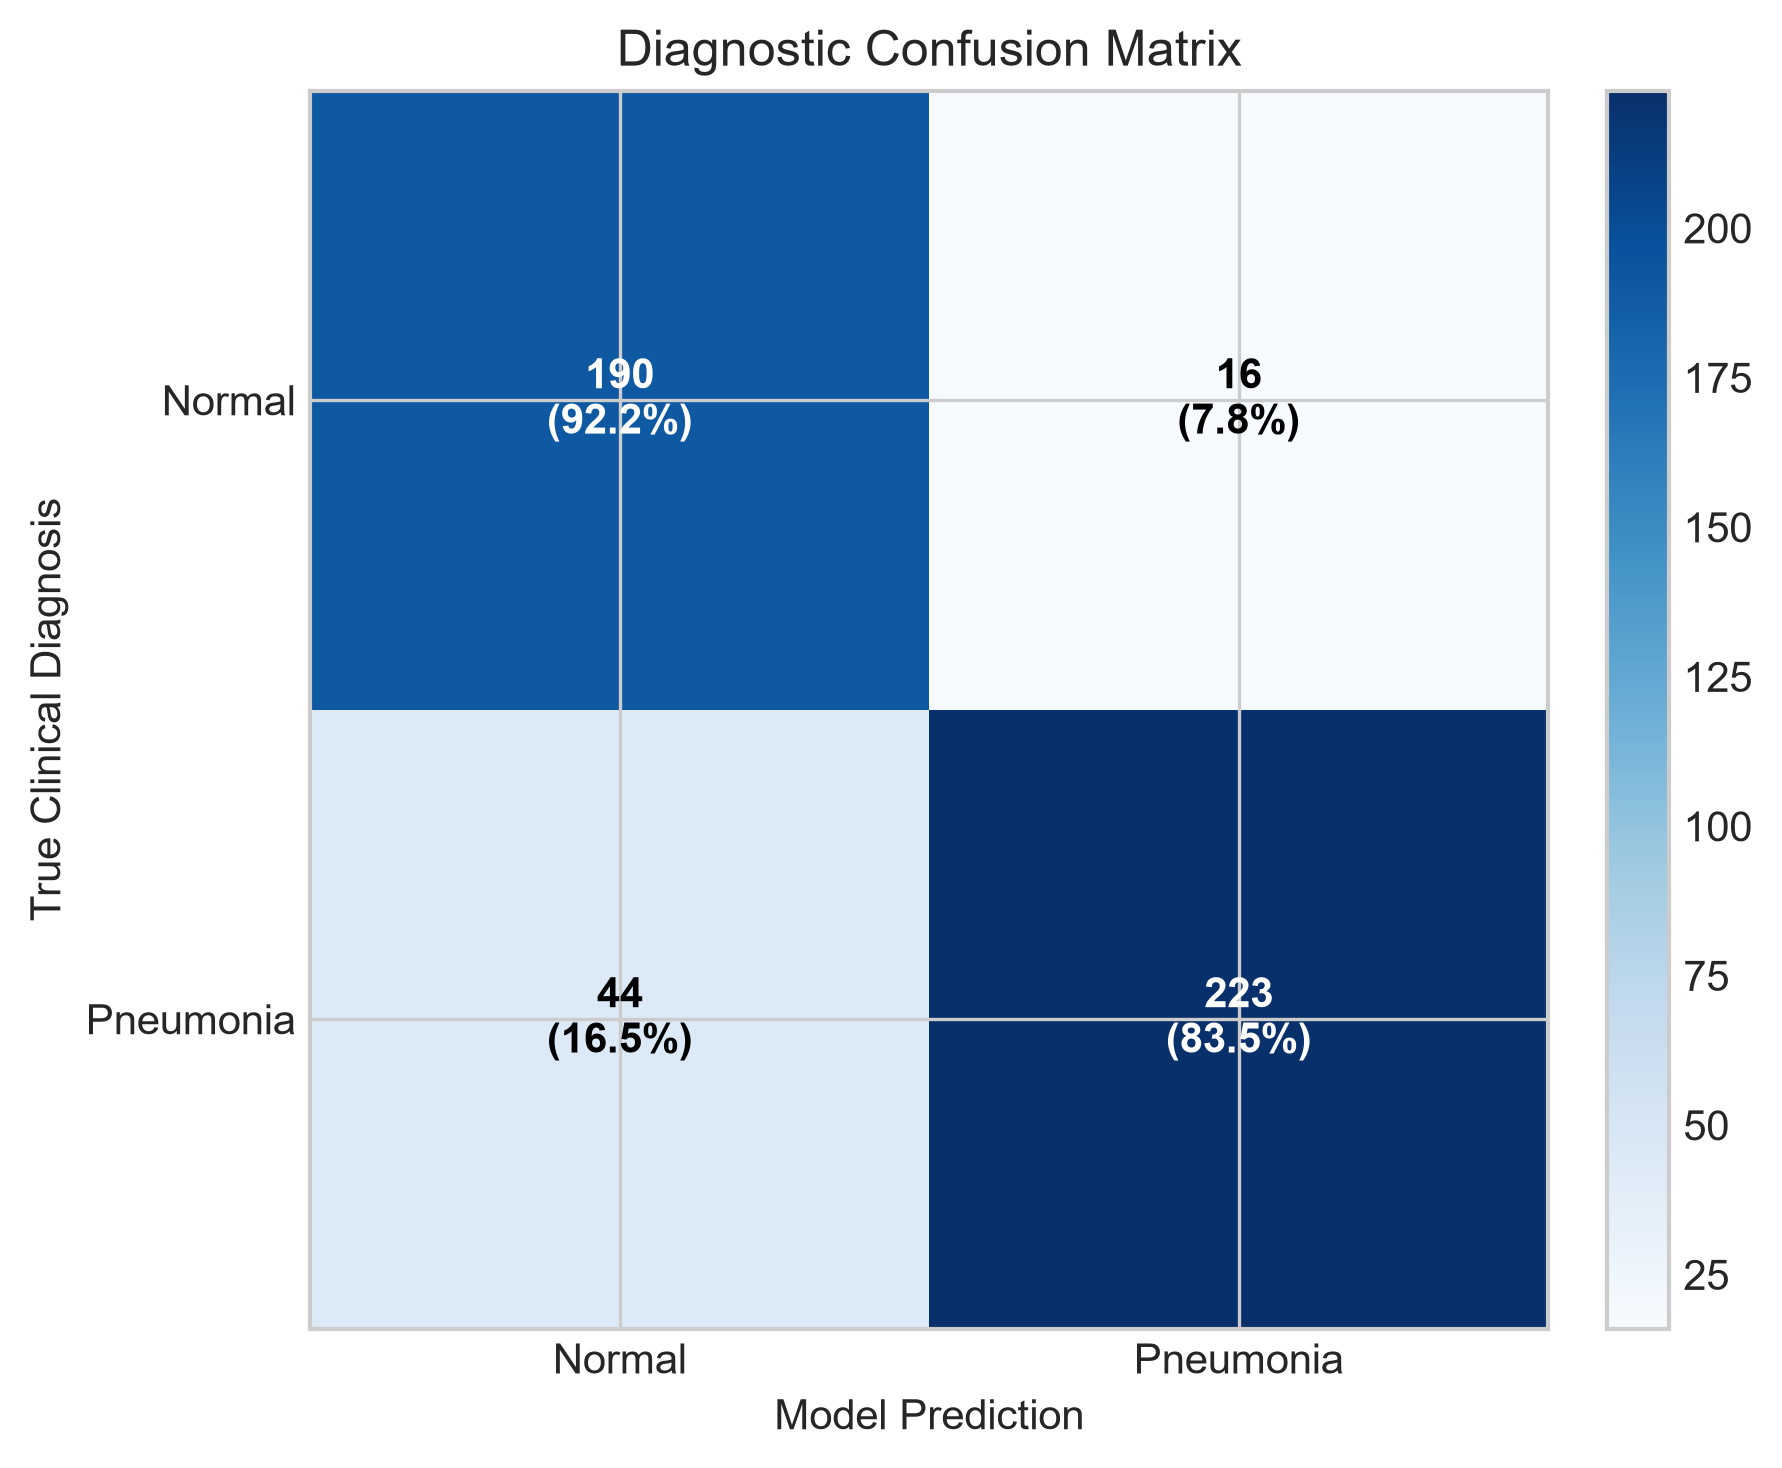 Diagnostic Confusion Matrix
True Clinical Diagnosis
Normal
190
(92.2%)
16
(7.8%)
Pneumonia
44
(16.5%)
223
(83.5%)
Normal
Pneumonia
Model Prediction
200
175
150
125
100
75
50
25